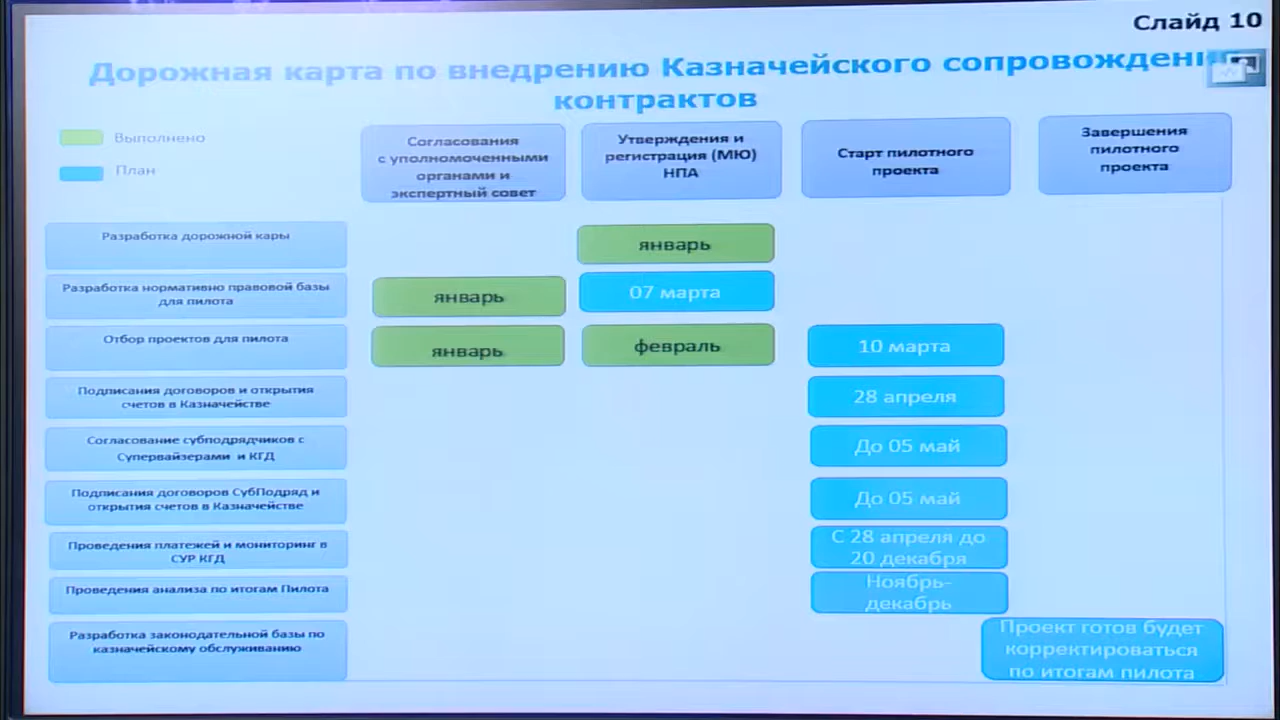 Слайд 10
Дорожная карта по внедрению Казначейского сопровождения
контрактов
Выполнено
План
Согласования
с уполномоченными
органами и
экспертный совет
Утверждения и
регистрация (МЮ)
НПА
Старт пилотного
проекта
Завершения
пилотного
проекта
Разработка дорожной кары
январь
Разработка нормативно правовой базы
для пилота
январь
07 марта
Отбор проектов для пилота
январь
февраль
10 марта
Подписания договоров и открытия
счетов в Казначействе
28 апреля
Согласование субподрядчиков с
Супервайзерами и КГД
До 05 май
Подписания договоров СубПодряд и
открытия счетов в Казначействе
До 05 май
Проведения платежей и мониторинг в
СУР КГД
С 28 апреля до
20 декабря
Проведения анализа по итогам Пилота
Ноябрь-
декабрь
Разработка законодательной базы по
казначейскому обслуживанию
Проект готов будет
корректироваться
по итогам пилота